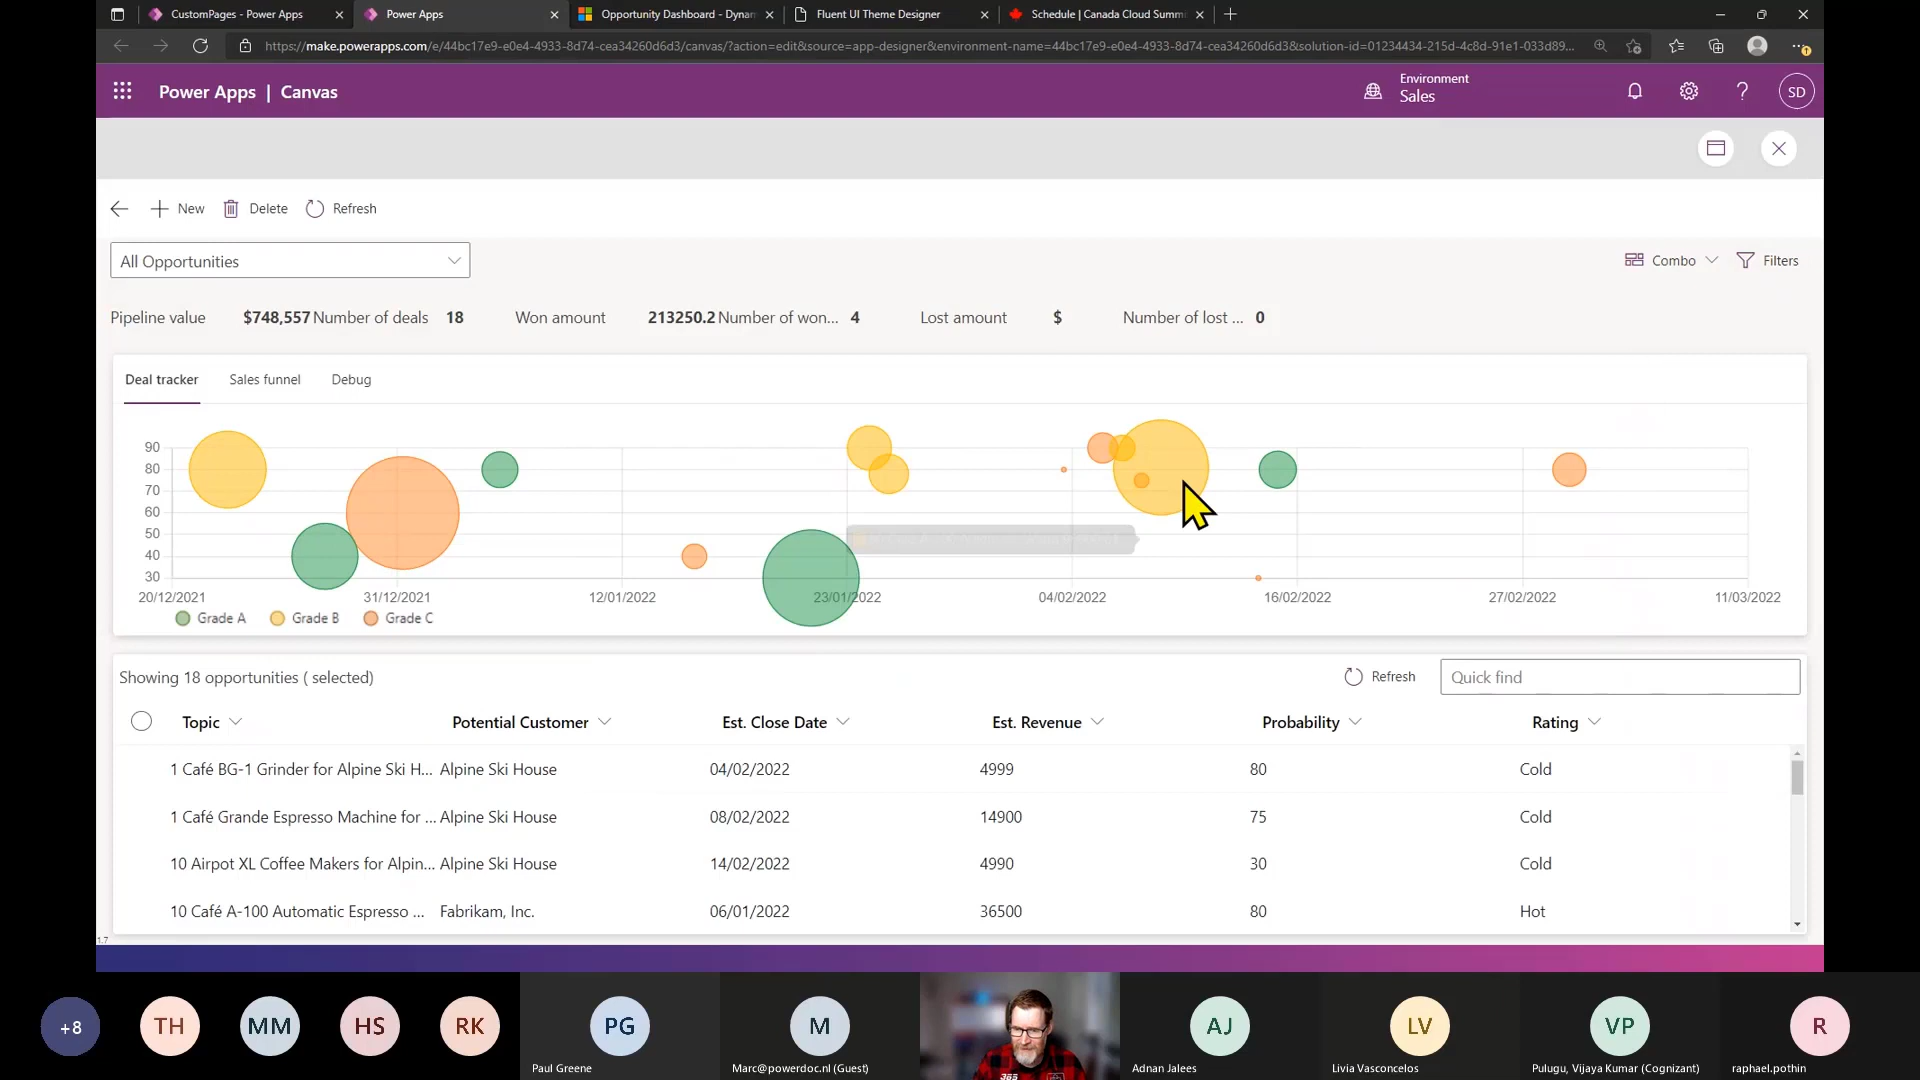 CustomPages - Power Apps
Power Apps
Opportunity Dashboard - Dynam
Fluent UI Theme Designer
Schedule | Canada Cloud Summi
https://make.powerapps.com/e/44bc17e9-e0e4-4933-8d74-cea34260d6d3/canvas/?action=edit&source=app-designer&environment-name=44bc17e9-e0e4-4933-8d74-cea34260d6d3&solution-id=01234434-215d-4c8d-91e1-033d89...
Power Apps | Canvas
Environment
Sales
SD
New
Delete
Refresh
All Opportunities
Combo
Filters
Pipeline value $748,557 Number of deals 18 Won amount 213250.2 Number of won... 4 Lost amount $ Number of lost ... 0
Deal tracker
Sales funnel
Debug
90
80
70
60
50
40
30
20/12/2021 31/12/2021 12/01/2022 23/01/2022 04/02/2022 16/02/2022 27/02/2022 11/03/2022
Grade A Grade B Grade C
Showing 18 opportunities ( selected)
Refresh
Quick find
Topic Potential Customer Est. Close Date Est. Revenue Probability Rating
1 Café BG-1 Grinder for Alpine Ski H... Alpine Ski House 04/02/2022 4999 80 Cold
1 Café Grande Espresso Machine for ... Alpine Ski House 08/02/2022 14900 75 Cold
10 Airpot XL Coffee Makers for Alpin... Alpine Ski House 14/02/2022 4990 30 Cold
10 Café A-100 Automatic Espresso ... Fabrikam, Inc. 06/01/2022 36500 80 Hot
1.7
+8
TH
MM
HS
RK
PG
M
AJ
LV
VP
R
Paul Greene
Marc@powerdoc.nl (Guest)
365
Adnan Jalees
Livia Vasconcelos
Pulugu, Vijaya Kumar (Cognizant)
raphael.pothin